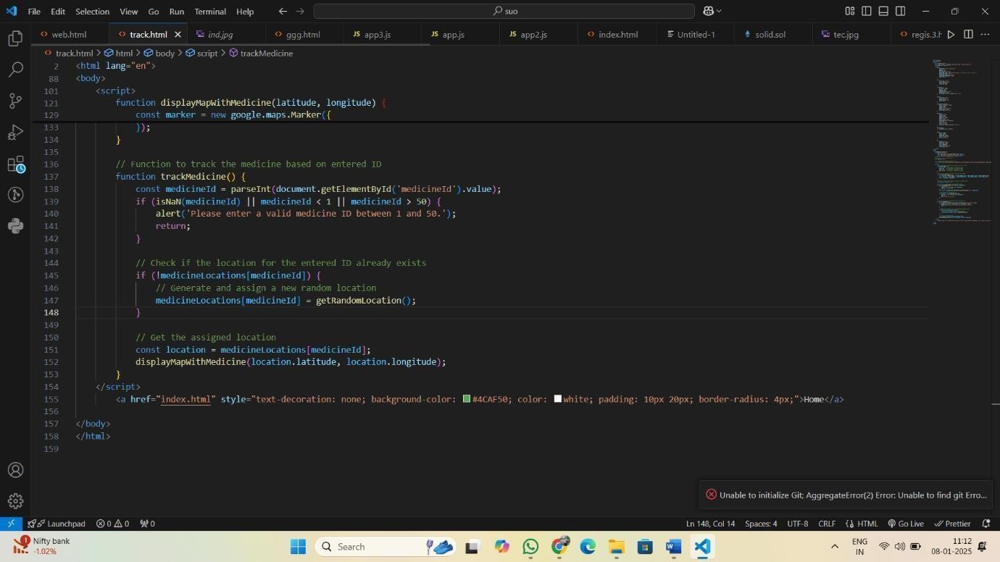 File Edit Selection View Go Run Terminal Help
suo
web.html track.html ind.jpg ggg.html app3.js app.js app2.js index.html Untitled-1 solid.sol tec.jpg regis.3.h
track.html > html > body > script > trackMedicine
2 <html lang="en">
88 <body>
101 <script>
121 function displayMapWithMedicine(latitude, longitude) {
129 const marker = new google.maps.Marker({
133 });
134 }
135
136 // Function to track the medicine based on entered ID
137 function trackMedicine() {
138 const medicineId = parseInt(document.getElementById('medicineId').value);
139 if (isNaN(medicineId) || medicineId < 1 || medicineId > 50) {
140 alert('Please enter a valid medicine ID between 1 and 50.');
141 return;
142 }
143
144 // Check if the location for the entered ID already exists
145 if (!medicineLocations[medicineId]) {
146 // Generate and assign a new random location
147 medicineLocations[medicineId] = getRandomLocation();
148 }
149
150 // Get the assigned location
151 const location = medicineLocations[medicineId];
152 displayMapWithMedicine(location.latitude, location.longitude);
153 }
154 </script>
155 <a href="index.html" style="text-decoration: none; background-color: #4CAF50; color: white; padding: 10px 20px; border-radius: 4px;">Home</a>
156
157 </body>
158 </html>
159
Unable to initialize Git; AggregateError(2) Error: Unable to find git Erro...
Launchpad 0 0 0 Ln 148, Col 14 Spaces: 4 UTF-8 CRLF HTML Go Live Prettier
1 Nifty bank
-1.02%
Search
ENG
IN
11:12
08-01-2025